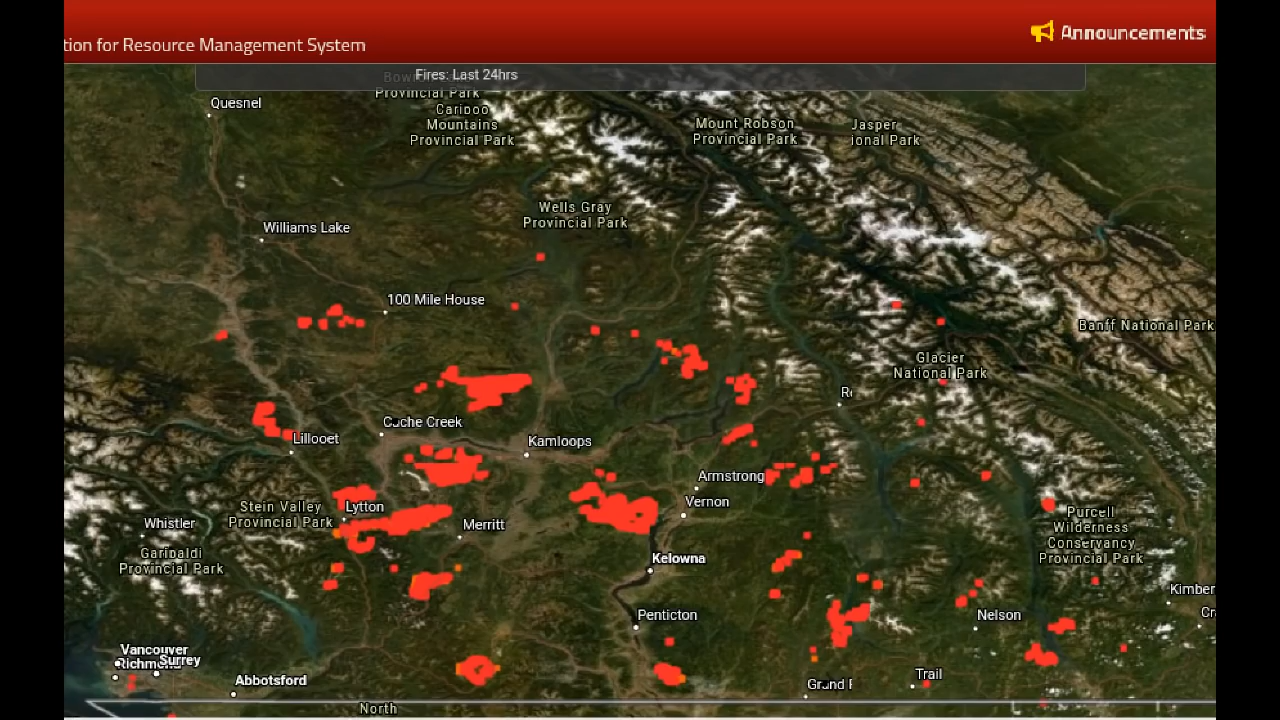 Announcements
tion for Resource Management System
Fires: Last 24hrs
Provincial Park
Quesnel
Cariboo
Mountains
Provincial Park
Mount Robson
Provincial Park
Jasper
ional Park
Wells Gray
Provincial Park
Williams Lake
100 Mile House
Banff National Park
Glacier
National Park
Cache Creek
Lillooet
Kamloops
Armstrong
Vernon
Stein Valley
Provincial Park
Lytton
Merritt
Whistler
Garibaldi
Provincial Park
Purcell
Wilderness
Conservancy
Provincial Park
Kelowna
Kimber
Penticton
Nelson
Cr
Vancouver
Richmond
Surrey
Abbotsford
Trail
Grand F
North